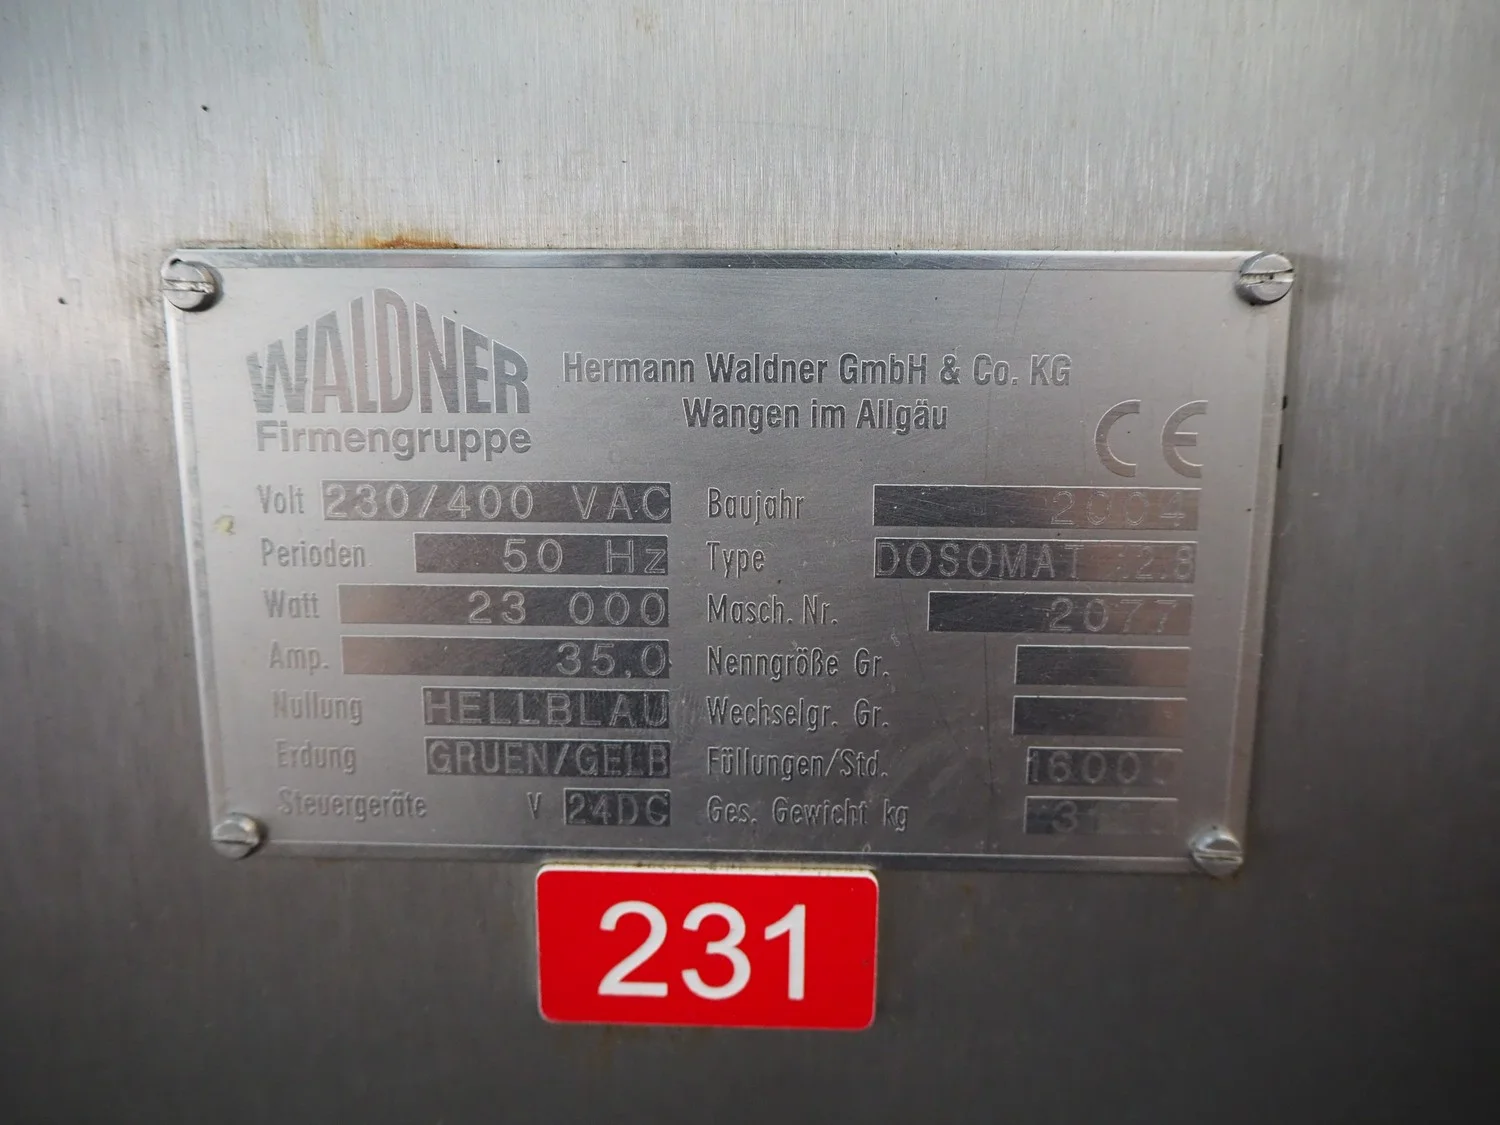 WALDNER
Firmengruppe
Hermann Waldner GmbH & Co. KG
Wangen im Allgäu
CE
Volt 230/400 VAC
Perioden 50 Hz
Watt 23 000
Amp. 35,0
Nullung HELLBLAU
Erdung GRUEN/GELB
Steuergeräte V 24DC
Baujahr 2004
Type DOSOMAT
Masch. Nr. 2077
Nenngröße Gr.
Wechselgr. Gr.
Füllungen/Std.
Ges. Gewicht kg
231